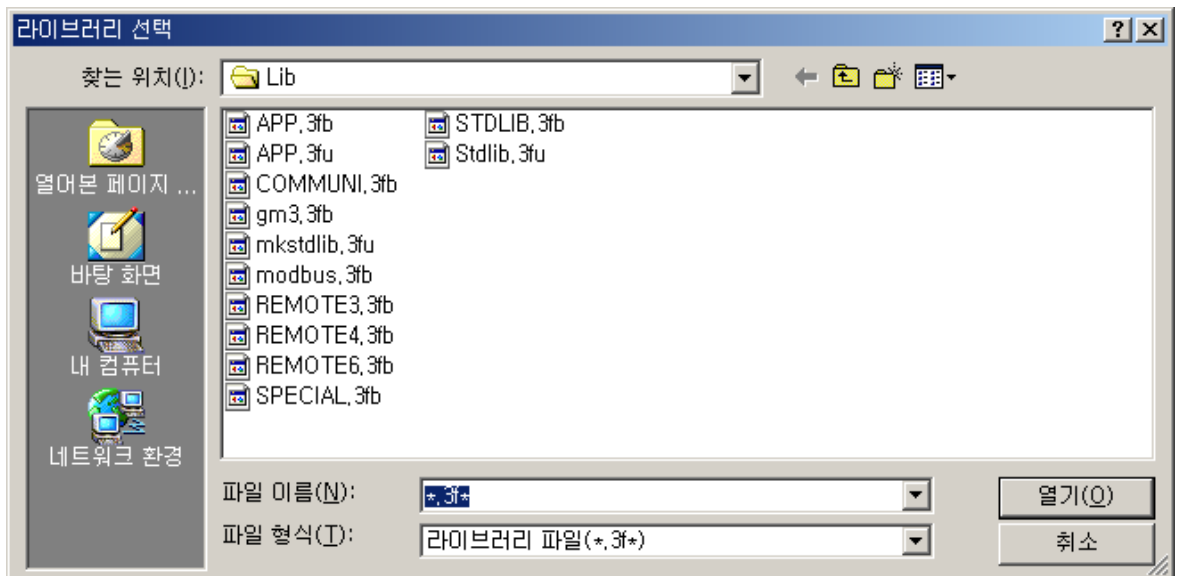 라이브러리 선택
찾는 위치(I): Lib
APP.3fb
APP.3fu
COMMUNI.3fb
gm3.3fb
mkstdlib.3fu
modbus.3fb
REMOTE3.3fb
REMOTE4.3fb
REMOTE6.3fb
SPECIAL.3fb
STDLIB.3fb
Stdlib.3fu
열어본 페이지 ...
바탕 화면
내 컴퓨터
네트워크 환경
파일 이름(N): *.3f*
열기(O)
파일 형식(T): 라이브러리 파일(*.3f*)
취소